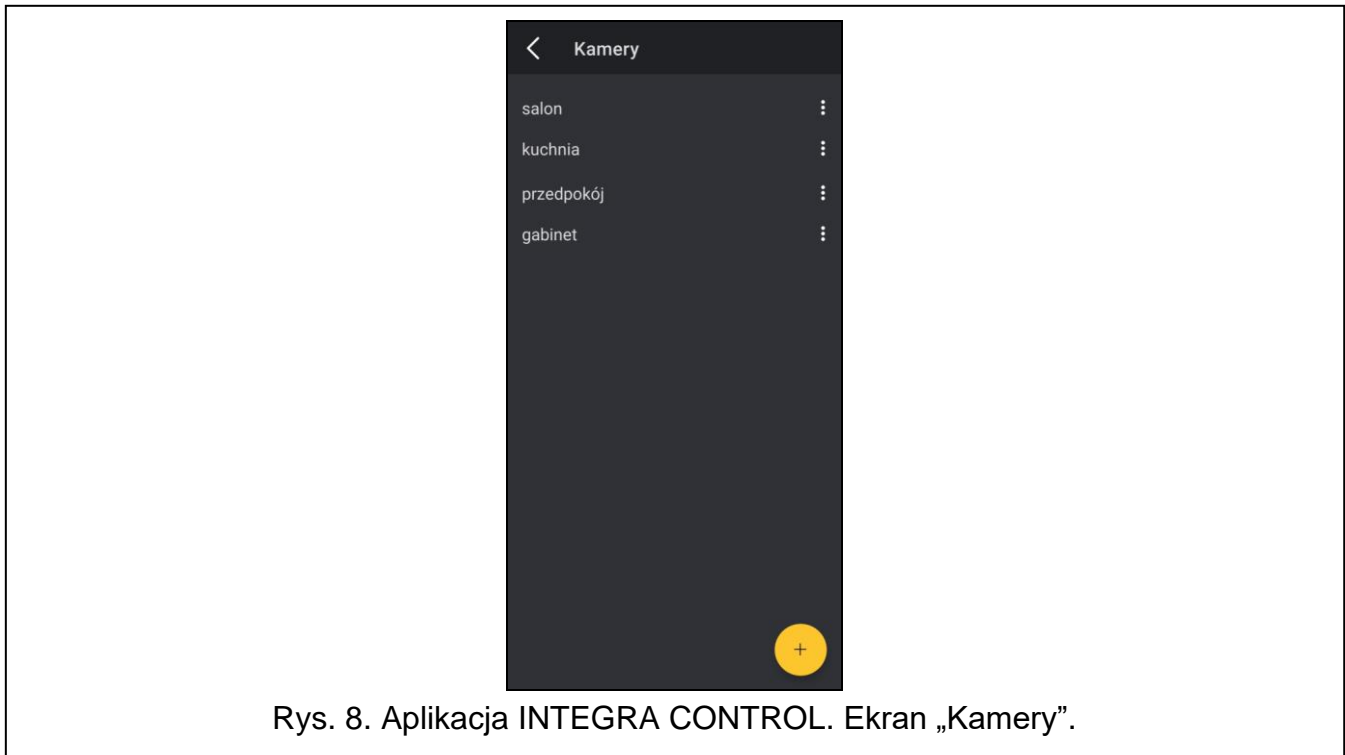 Kamery
salon
kuchnia
przedpokój
gabinet
+
Rys. 8. Aplikacja INTEGRA CONTROL. Ekran „Kamery”.